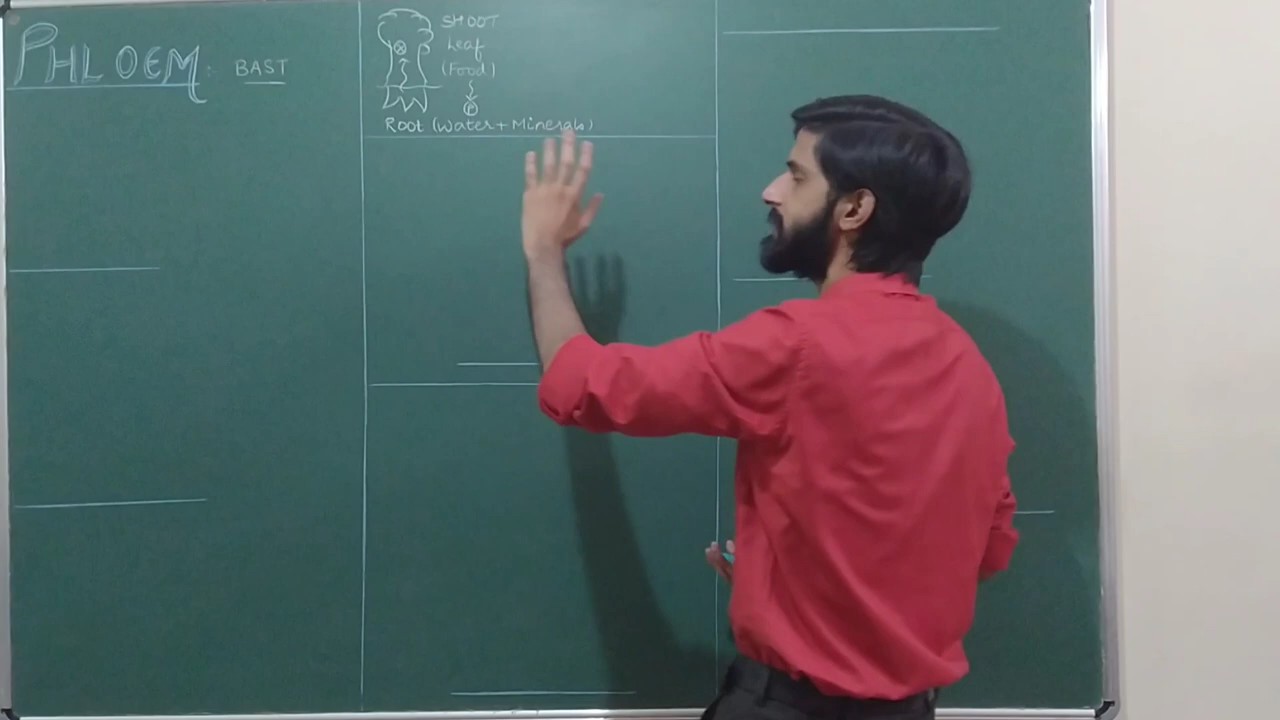 PHLOEM: BAST
SHOOT
Leaf
(Food)
P
Root (Water+Minerals)